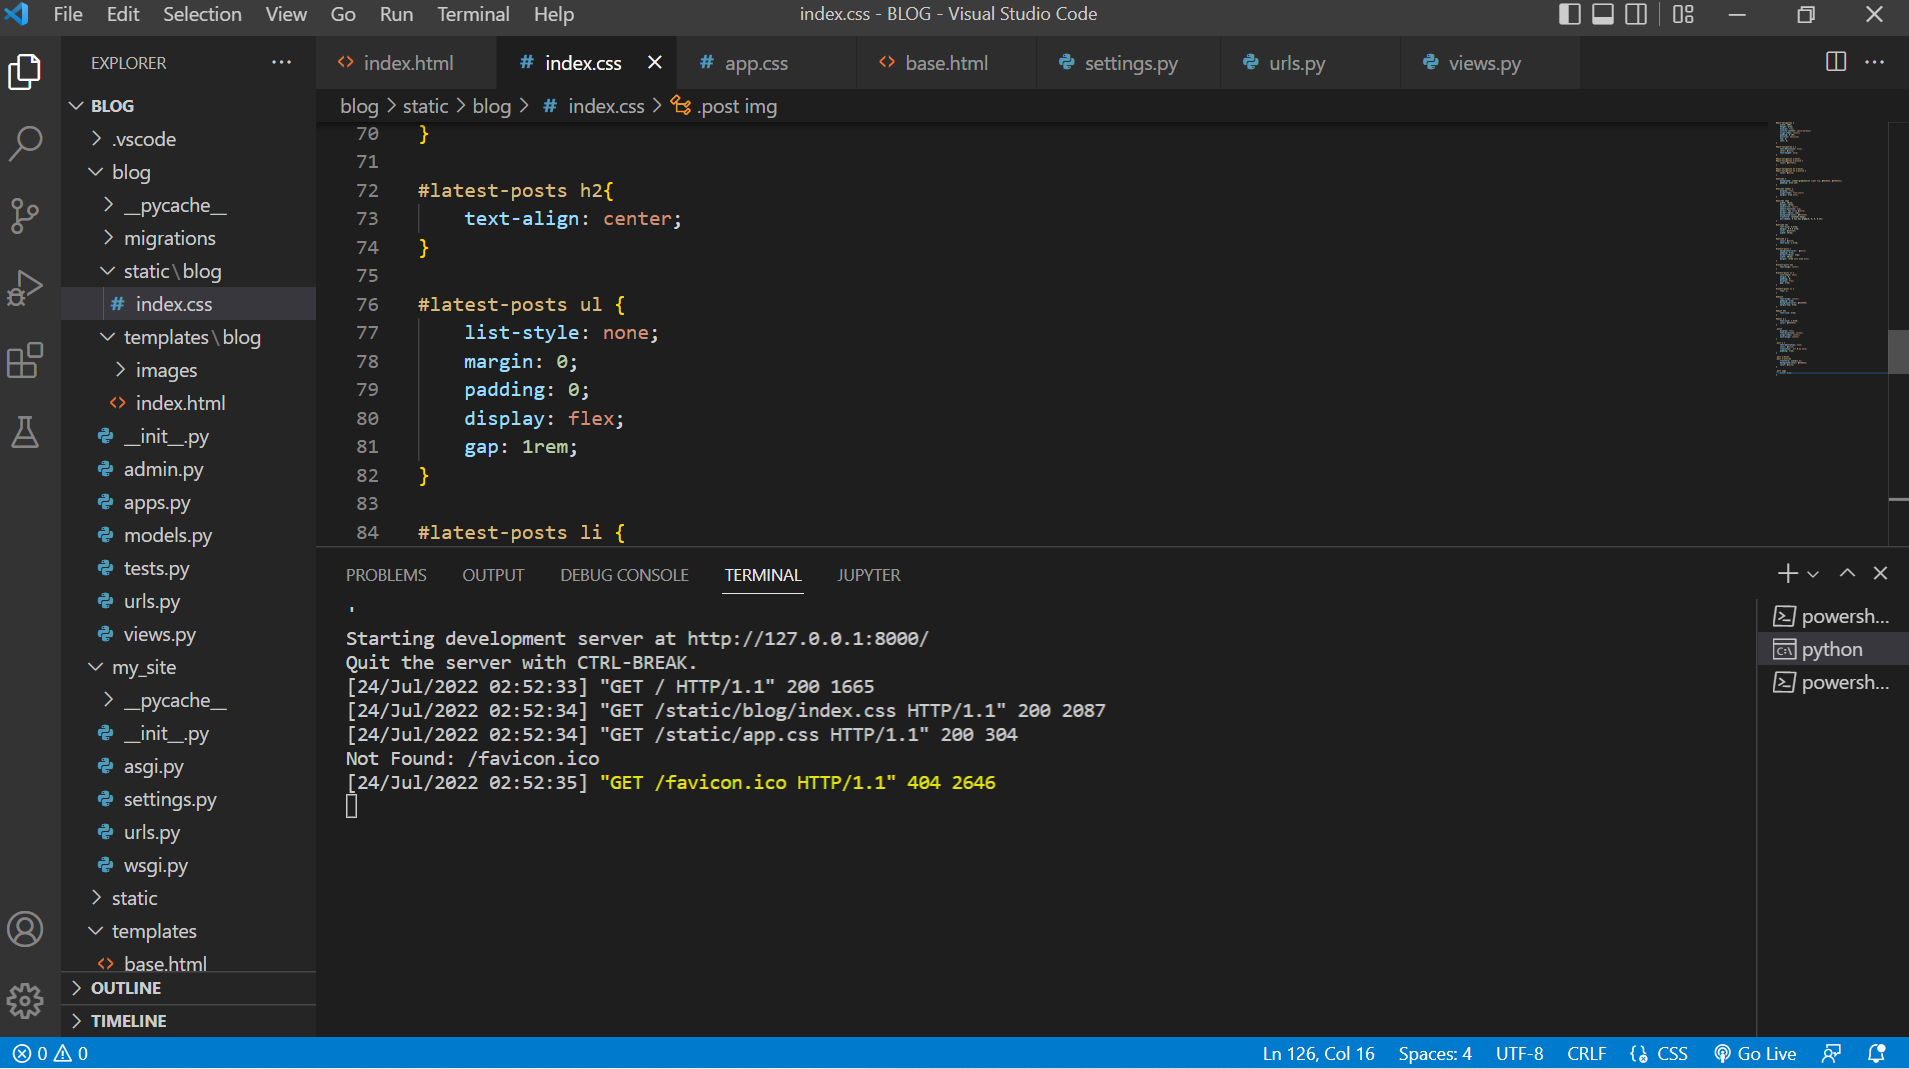 File Edit Selection View Go Run Terminal Help index.css - BLOG - Visual Studio Code
EXPLORER
BLOG
.vscode
blog
__pycache__
migrations
static\blog
# index.css
templates\blog
images
<> index.html
__init__.py
admin.py
apps.py
models.py
tests.py
urls.py
views.py
my_site
__pycache__
__init__.py
asgi.py
settings.py
urls.py
wsgi.py
static
templates
<> base.html
OUTLINE
TIMELINE
<> index.html # index.css # app.css <> base.html settings.py urls.py views.py
blog > static > blog > # index.css > .post img
70 }
71
72 #latest-posts h2{
73 text-align: center;
74 }
75
76 #latest-posts ul {
77 list-style: none;
78 margin: 0;
79 padding: 0;
80 display: flex;
81 gap: 1rem;
82 }
83
84 #latest-posts li {
PROBLEMS OUTPUT DEBUG CONSOLE TERMINAL JUPYTER
Starting development server at http://127.0.0.1:8000/
Quit the server with CTRL-BREAK.
[24/Jul/2022 02:52:33] "GET / HTTP/1.1" 200 1665
[24/Jul/2022 02:52:34] "GET /static/blog/index.css HTTP/1.1" 200 2087
[24/Jul/2022 02:52:34] "GET /static/app.css HTTP/1.1" 200 304
Not Found: /favicon.ico
[24/Jul/2022 02:52:35] "GET /favicon.ico HTTP/1.1" 404 2646
powersh...
python
powersh...
0 0 Ln 126, Col 16 Spaces: 4 UTF-8 CRLF CSS Go Live